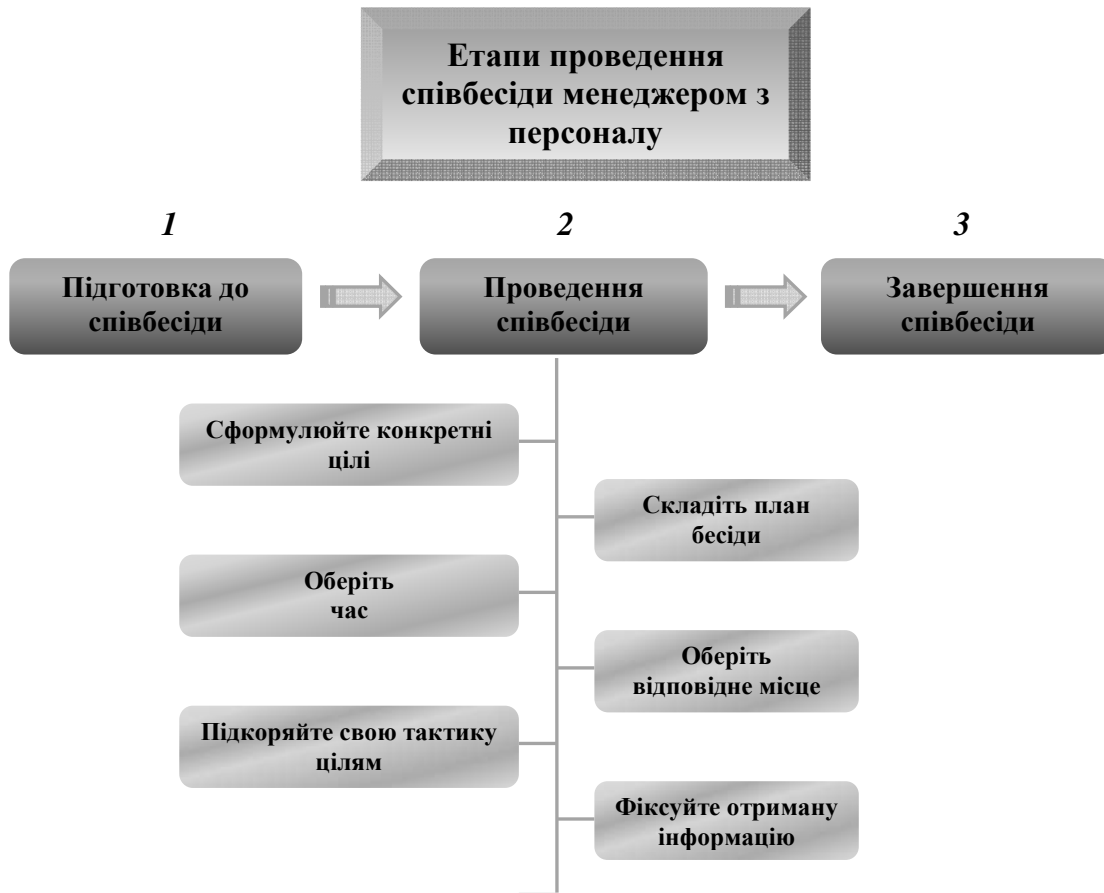 Етапи проведення
співбесіди менеджером з
персоналу
1
2
3
Підготовка до
співбесіди
Проведення
співбесіди
Завершення
співбесіди
Сформулюйте конкретні
цілі
Складіть план
бесіди
Оберіть
час
Оберіть
відповідне місце
Підкоряйте свою тактику
цілям
Фіксуйте отриману
інформацію